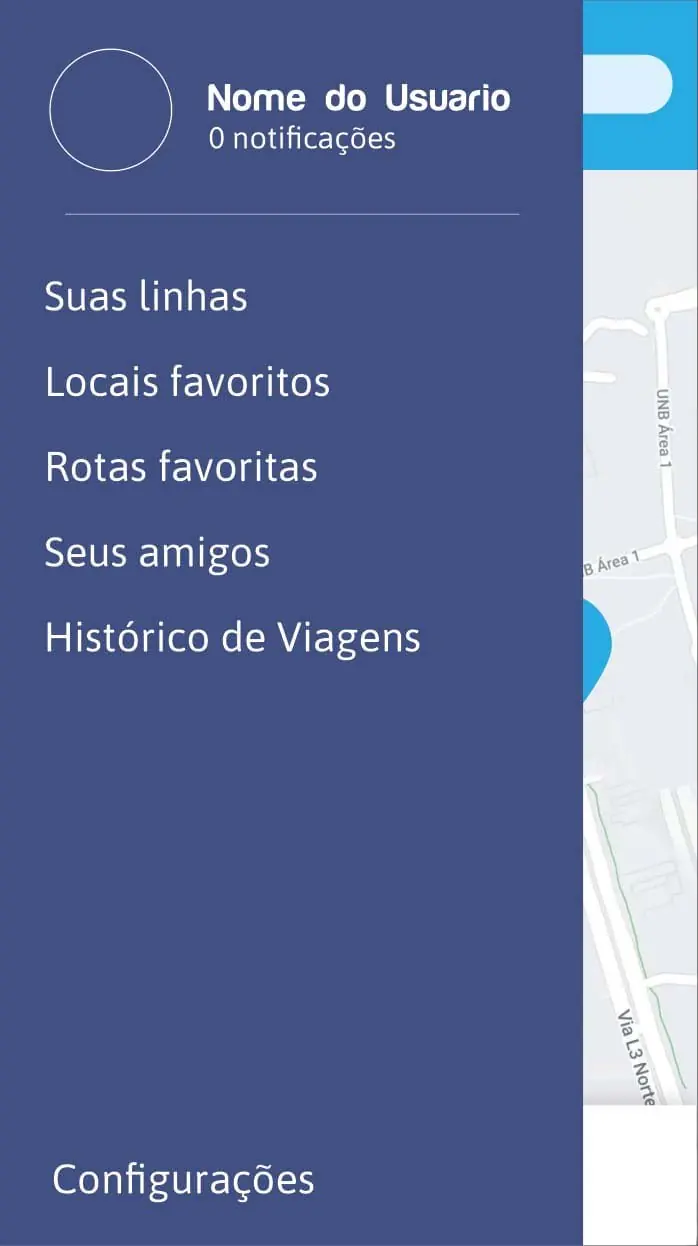 Nome do Usuario
0 notificações
Suas linhas
Locais favoritos
Rotas favoritas
Seus amigos
Histórico de Viagens
Configurações
UNB Área 1
B Área 1
Via L3 Norte